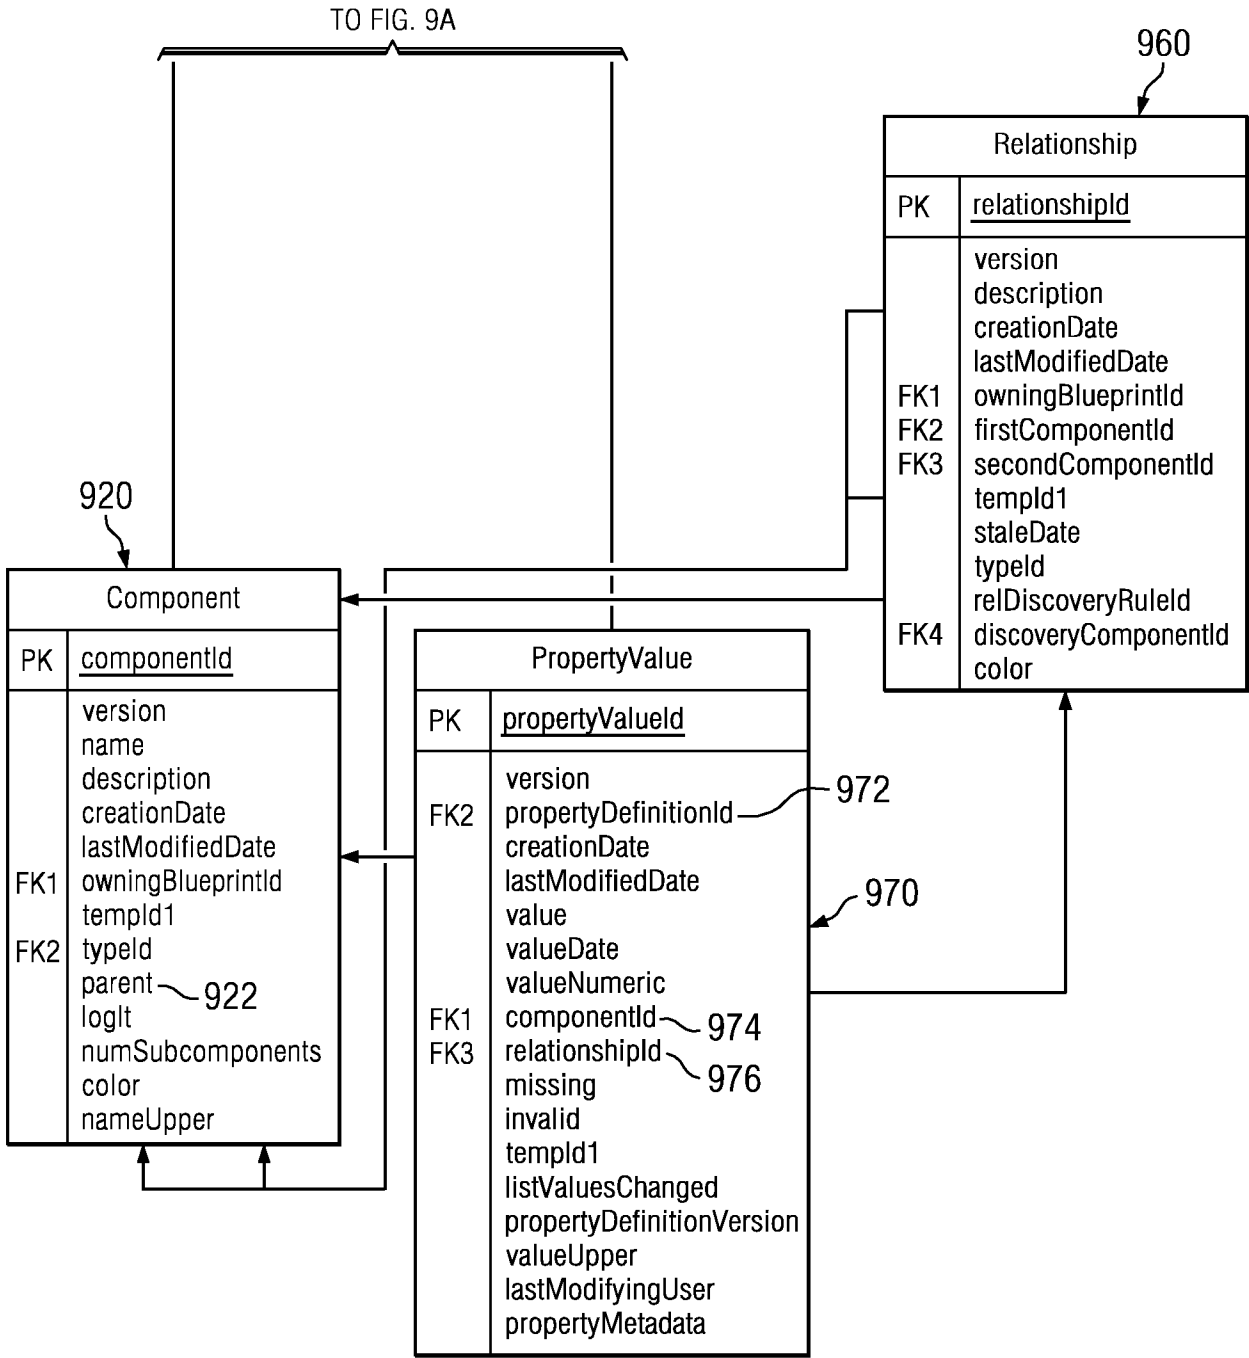 TO FIG. 9A
960
Relationship
PK relationshipId
version
description
creationDate
lastModifiedDate
FK1 owningBlueprintId
FK2 firstComponentId
FK3 secondComponentId
tempId1
staleDate
typeId
relDiscoveryRuleId
FK4 discoveryComponentId
color
920
Component
PK componentId
version
name
description
creationDate
lastModifiedDate
FK1 owningBlueprintId
tempId1
FK2 typeId
parent 922
logIt
numSubcomponents
color
nameUpper
PropertyValue
PK propertyValueId
version
FK2 propertyDefinitionId 972
creationDate
lastModifiedDate
value 970
valueDate
valueNumeric
FK1 componentId 974
FK3 relationshipId 976
missing
invalid
tempId1
listValuesChanged
propertyDefinitionVersion
valueUpper
lastModifyingUser
propertyMetadata